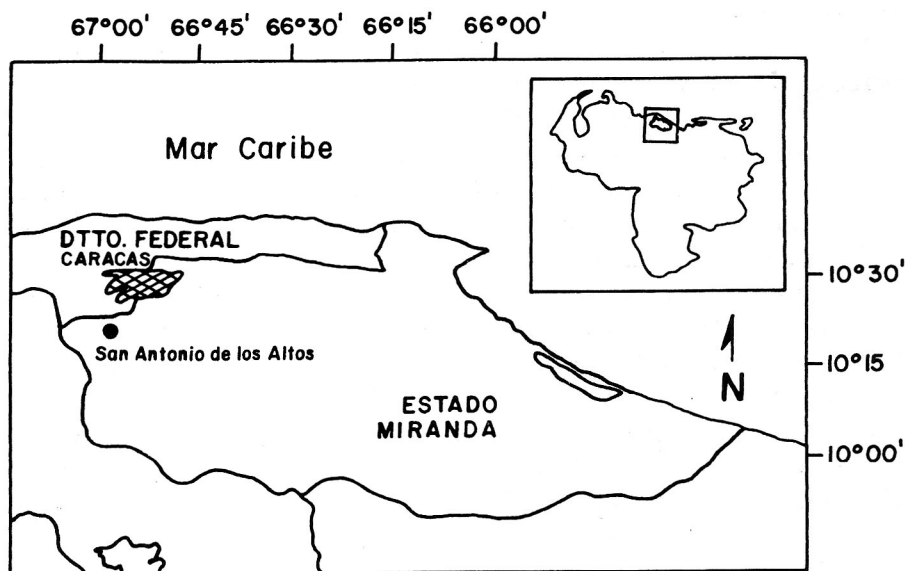 67°00' 66°45' 66°30' 66°15' 66°00'
Mar Caribe
DTTO. FEDERAL
CARACAS
10°30'
San Antonio de los Altos
10°15'
N
ESTADO
MIRANDA
10°00'